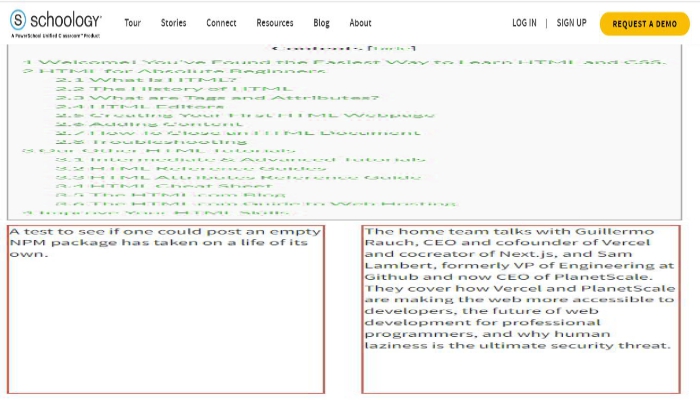 schoology®
A PowerSchool Unified Classroom™ Product
Tour Stories Connect Resources Blog About LOG IN | SIGN UP REQUEST A DEMO
Contents [hide]
1 Welcome! You've Found the Easiest Way to Learn HTML and CSS.
2 HTML for Absolute Beginners
2.1 What is HTML?
2.2 The History of HTML
2.3 What are Tags and Attributes?
2.4 HTML Editors
2.5 Creating Your First HTML Webpage
2.6 Adding Content
2.7 How To Close an HTML Document
2.8 Troubleshooting
3 Our Other HTML Tutorials
3.1 Intermediate & Advanced Tutorials
3.2 HTML Reference Guides
3.3 HTML Attributes Reference Guide
3.4 HTML Cheat Sheet
3.5 The HTML.com Blog
3.6 The HTML.com Guide to Web Hosting
4 Improve Your HTML Skills
A test to see if one could post an empty
NPM package has taken on a life of its
own.
The home team talks with Guillermo
Rauch, CEO and cofounder of Vercel
and cocreator of Next.js, and Sam
Lambert, formerly VP of Engineering at
Github and now CEO of PlanetScale.
They cover how Vercel and PlanetScale
are making the web more accessible to
developers, the future of web
development for professional
programmers, and why human
laziness is the ultimate security threat.